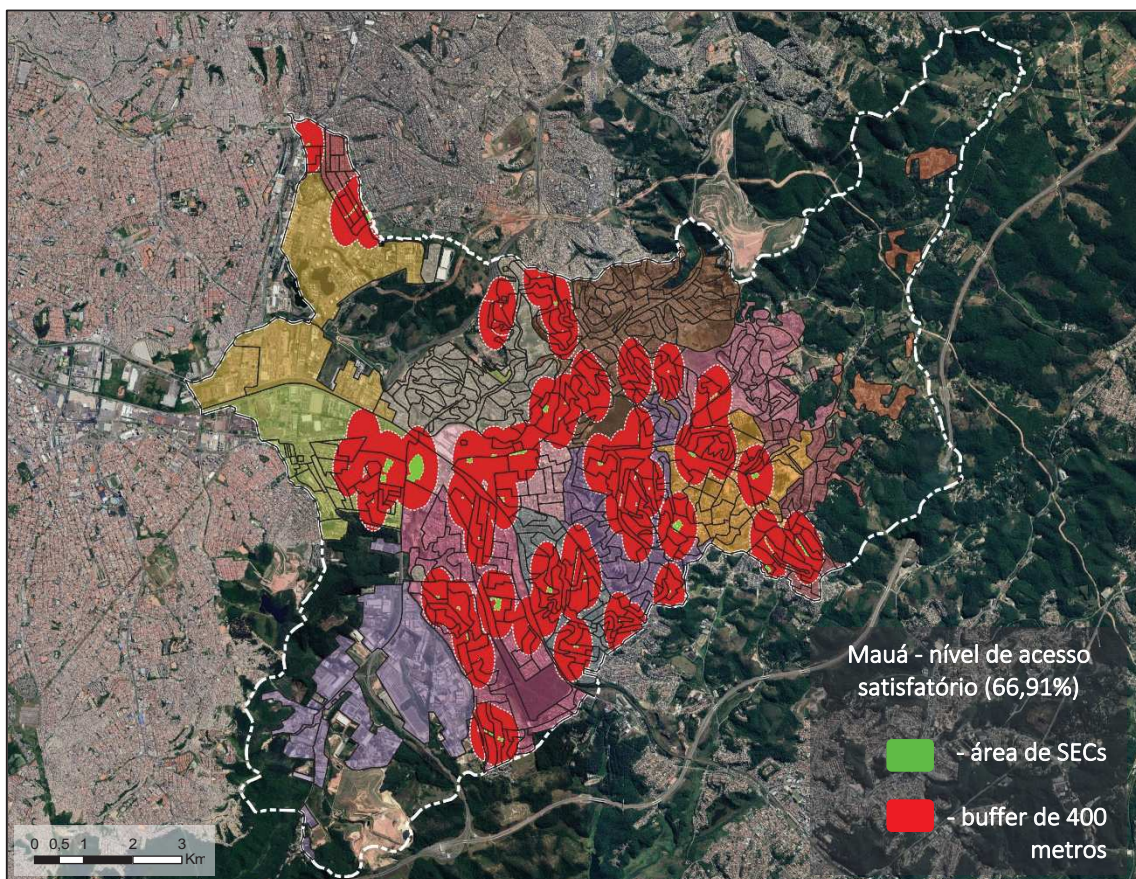 Mauá - nível de acesso
satisfatório (66,91%)
- área de SECs
- buffer de 400
metros
0 0,5 1 2 3
Km